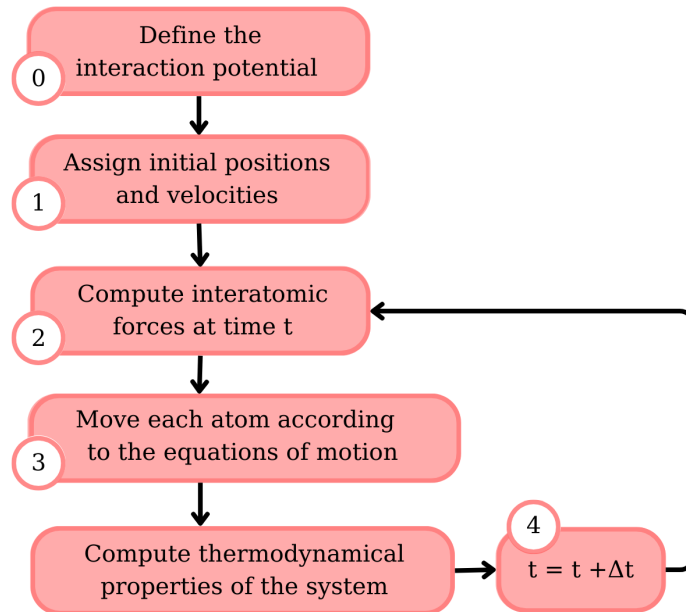 Define the
interaction potential
0
Assign initial positions
and velocities
1
Compute interatomic
forces at time t
2
Move each atom according
to the equations of motion
3
Compute thermodynamical
properties of the system
4
t = t +Δt